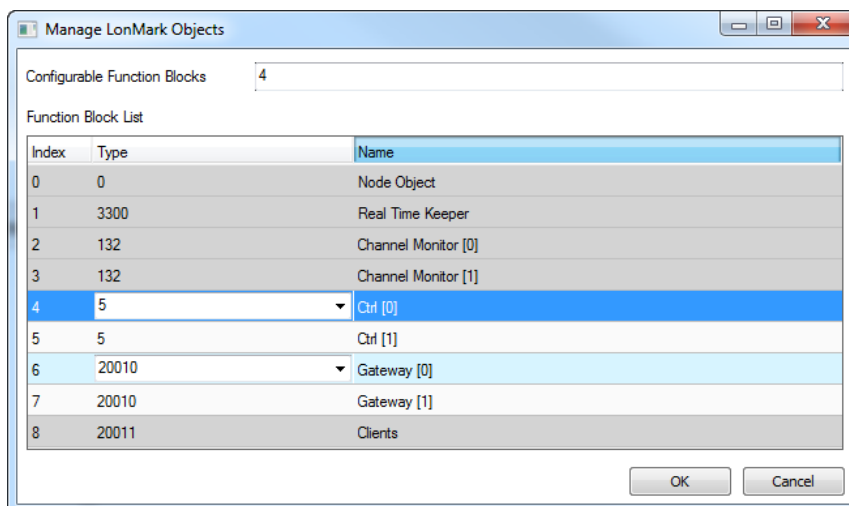 Manage LonMark Objects
Configurable Function Blocks 4
Function Block List
Index Type Name
0 0 Node Object
1 3300 Real Time Keeper
2 132 Channel Monitor [0]
3 132 Channel Monitor [1]
4 5 Ctrl [0]
5 5 Ctrl [1]
6 20010 Gateway [0]
7 20010 Gateway [1]
8 20011 Clients
OK Cancel